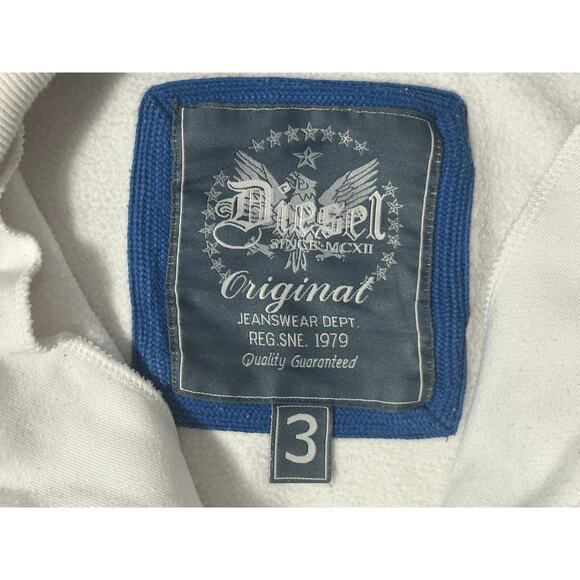 Diesel
SINCE MCXII
Original
JEANSWEAR DEPT.
REG.SNE. 1979
Quality Guaranteed
3